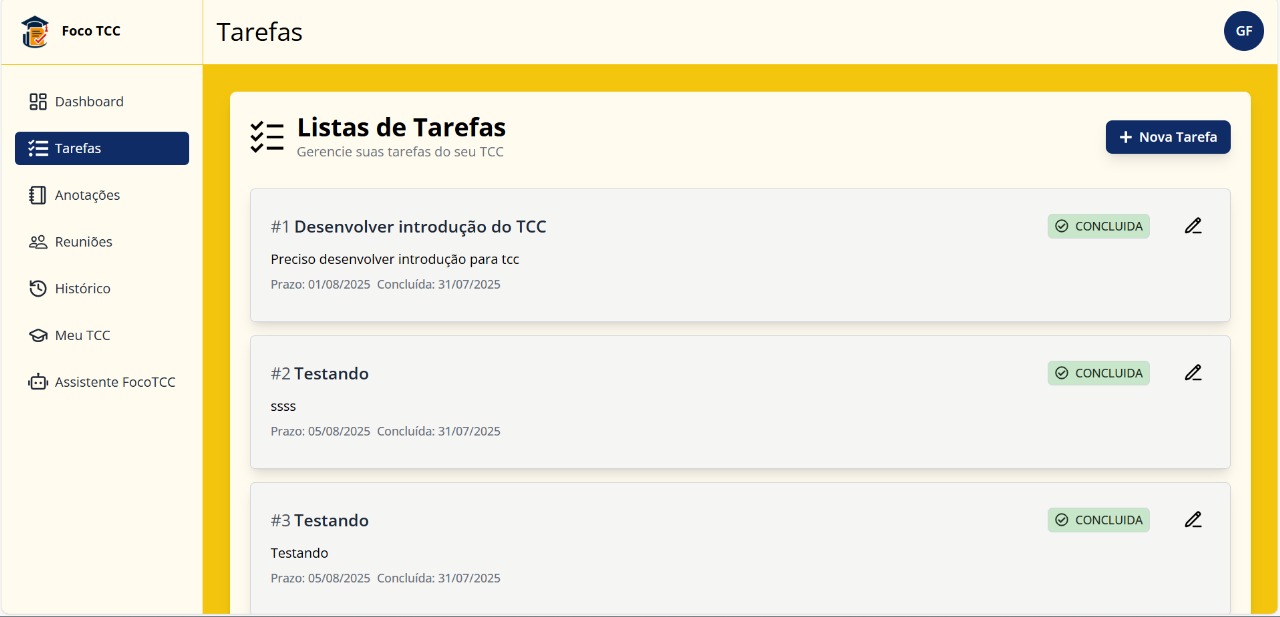 Foco TCC
Tarefas
GF
Dashboard
Tarefas
Anotações
Reuniões
Histórico
Meu TCC
Assistente FocoTCC
Listas de Tarefas
Gerencie suas tarefas do seu TCC
Nova Tarefa
#1 Desenvolver introdução do TCC
CONCLUIDA
Preciso desenvolver introdução para tcc
Prazo: 01/08/2025 Concluída: 31/07/2025
#2 Testando
CONCLUIDA
ssss
Prazo: 05/08/2025 Concluída: 31/07/2025
#3 Testando
CONCLUIDA
Testando
Prazo: 05/08/2025 Concluída: 31/07/2025